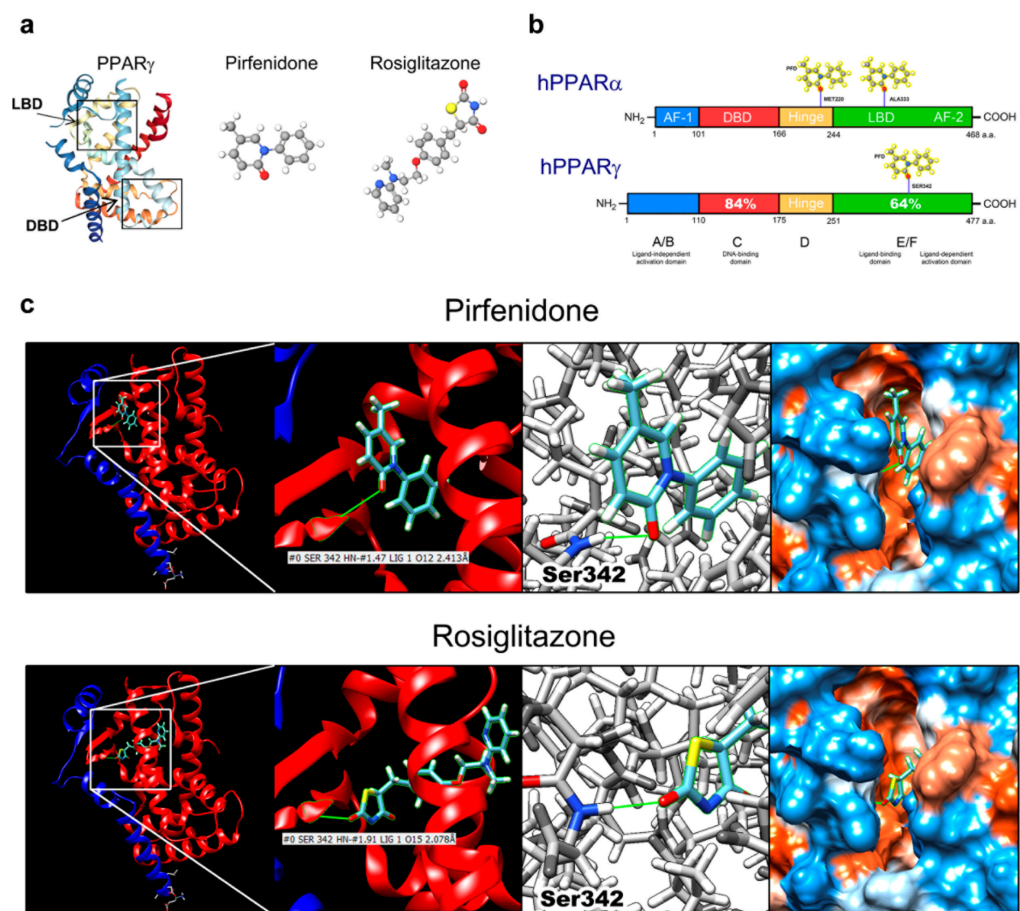 a
PPARγ
Pirfenidone
Rosiglitazone
LBD
DBD
b
hPPARα
PFD
MET220
ALA333
NH₂
AF-1
DBD
Hinge
LBD
AF-2
COOH
1
101
166
244
468 a.a.
hPPARγ
PFD
SER342
NH₂
84%
Hinge
64%
COOH
1
110
175
251
477 a.a.
A/B
C
D
E/F
Ligand-independent
activation domain
DNA-binding
domain
Ligand-binding
domain
Ligand-dependent
activation domain
c
Pirfenidone
#0 SER 342 HN-#1.47 LIG 1 O12 2.413Å
Ser342
Rosiglitazone
#0 SER 342 HN-#1.91 LIG 1 O15 2.078Å
Ser342